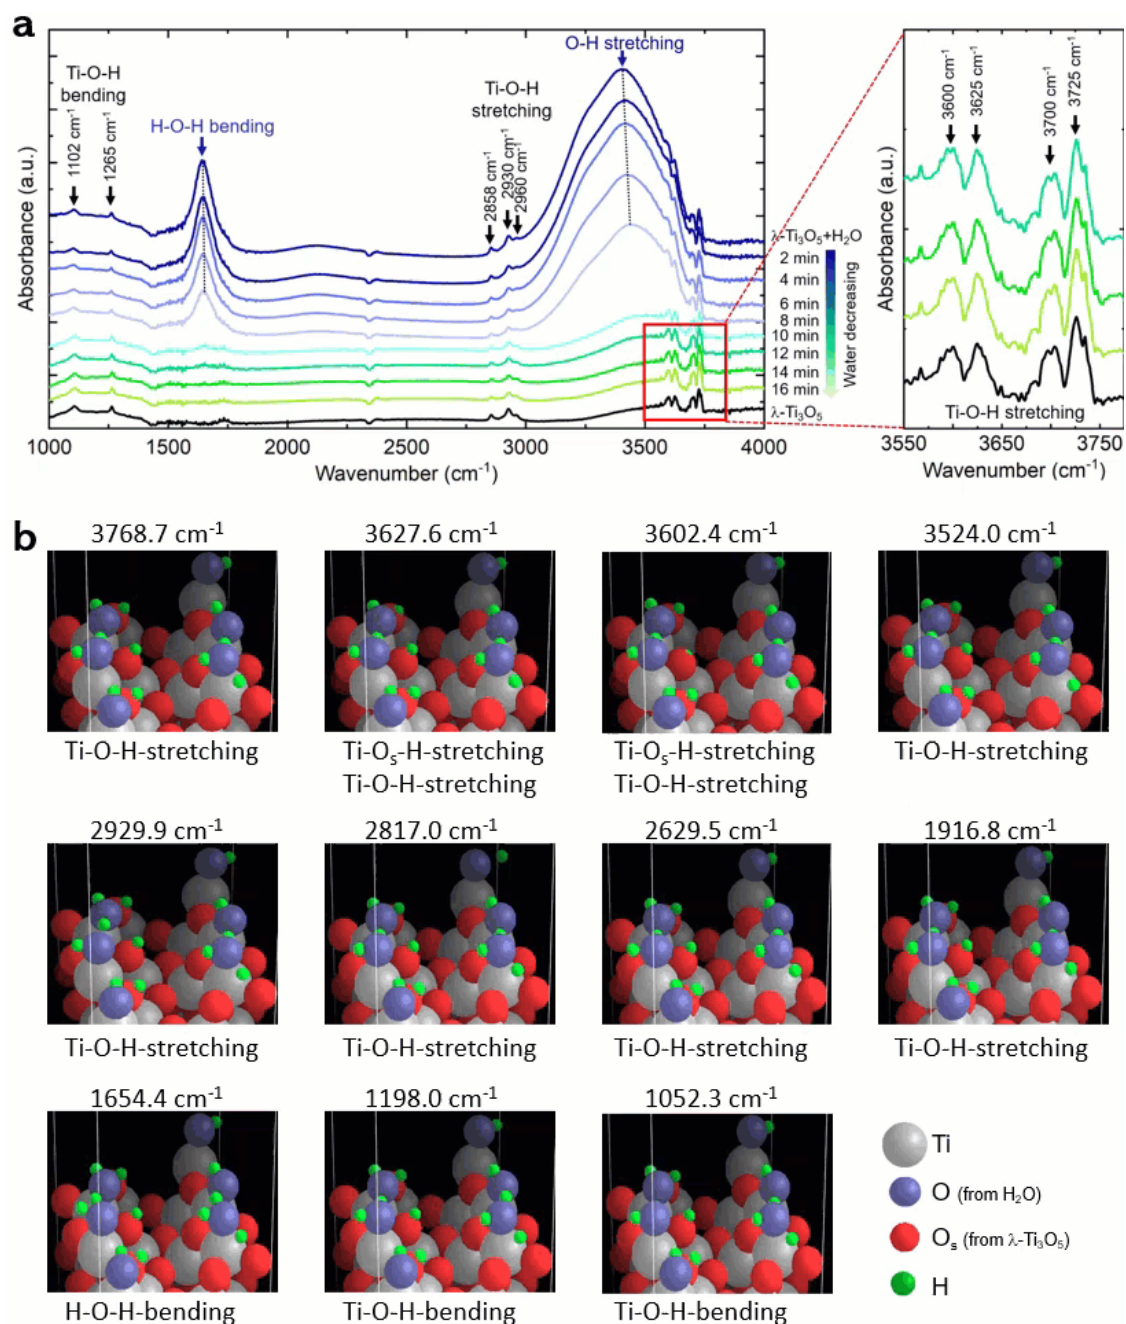 a
O-H stretching
Ti-O-H
bending
H-O-H bending
Ti-O-H
stretching
1102 cm⁻¹
1265 cm⁻¹
2858 cm⁻¹
2930 cm⁻¹
2960 cm⁻¹
Absorbance (a.u.)
λ-Ti₃O₅+H₂O
2 min
4 min
6 min
8 min
10 min
12 min
14 min
16 min
λ-Ti₃O₅
Water decreasing
1000 1500 2000 2500 3000 3500 4000
Wavenumber (cm⁻¹)
3600 cm⁻¹
3625 cm⁻¹
3700 cm⁻¹
3725 cm⁻¹
Absorbance (a.u.)
Ti-O-H stretching
3550 3650 3750
Wavenumber (cm⁻¹)
b
3768.7 cm⁻¹ 3627.6 cm⁻¹ 3602.4 cm⁻¹ 3524.0 cm⁻¹
Ti-O-H-stretching Ti-Oₛ-H-stretching Ti-Oₛ-H-stretching Ti-O-H-stretching
Ti-O-H-stretching Ti-O-H-stretching
2929.9 cm⁻¹ 2817.0 cm⁻¹ 2629.5 cm⁻¹ 1916.8 cm⁻¹
Ti-O-H-stretching Ti-O-H-stretching Ti-O-H-stretching Ti-O-H-stretching
1654.4 cm⁻¹ 1198.0 cm⁻¹ 1052.3 cm⁻¹
H-O-H-bending Ti-O-H-bending Ti-O-H-bending
Ti
O (from H₂O)
Oₛ (from λ-Ti₃O₅)
H